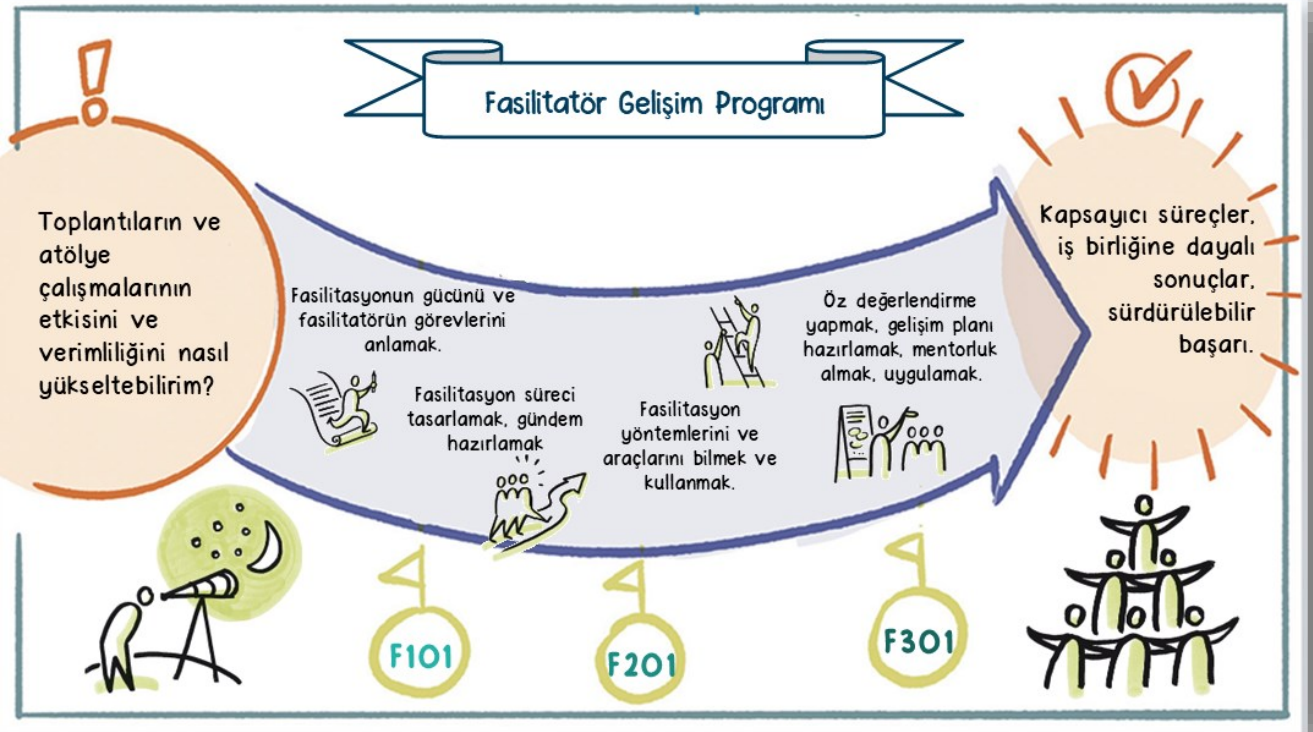 Fasilitatör Gelişim Programı
Toplantıların ve
atölye
çalışmalarının
etkisini ve
verimliliğini nasıl
yükseltebilirim?
Fasilitasyonun gücünü ve
fasilitatörün görevlerini
anlamak.
Fasilitasyon süreci
tasarlamak, gündem
hazırlamak
Fasilitasyon
yöntemlerini ve
araçlarını bilmek ve
kullanmak.
Öz değerlendirme
yapmak, gelişim planı
hazırlamak, mentorluk
almak, uygulamak.
Kapsayıcı süreçler,
iş birliğine dayalı
sonuçlar,
sürdürülebilir
başarı.
F101
F201
F301